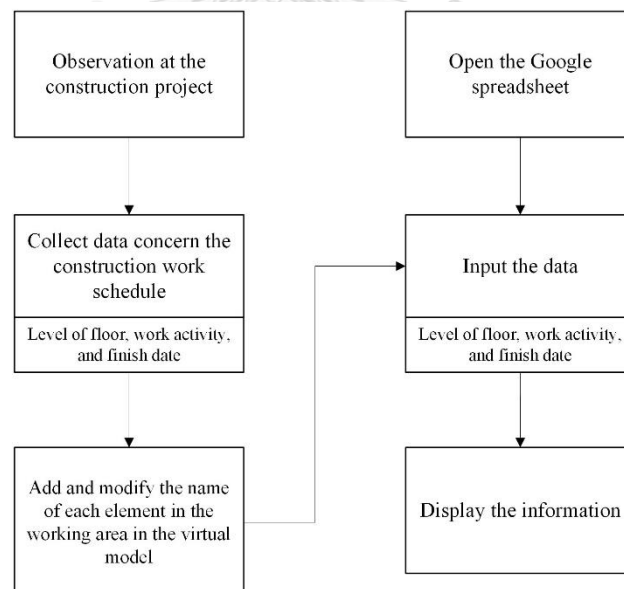 Observation at the
construction project
Collect data concern the
construction work
schedule
Level of floor, work activity,
and finish date
Add and modify the name
of each element in the
working area in the virtual
model
Open the Google
spreadsheet
Input the data
Level of floor, work activity,
and finish date
Display the information